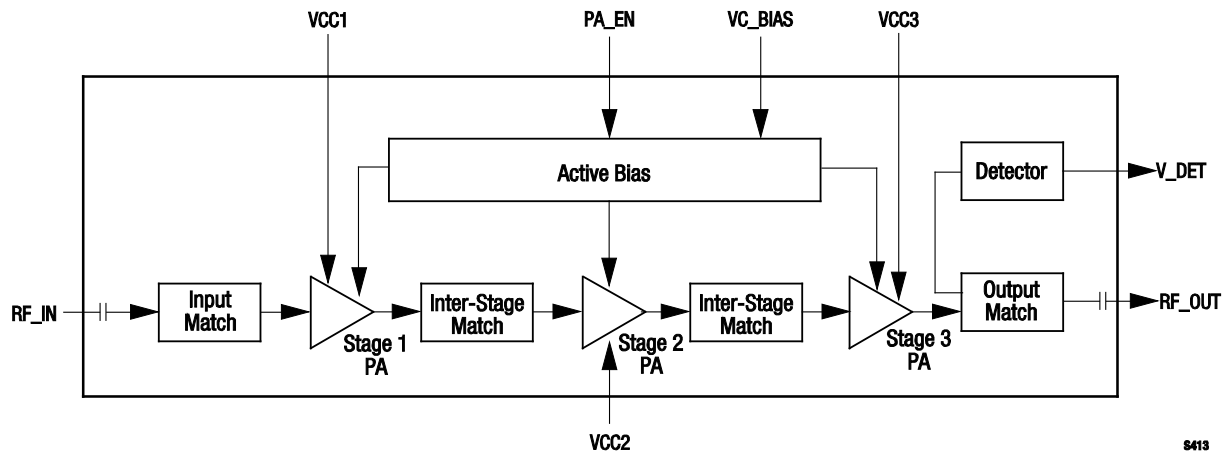 VCC1
PA_EN
VC_BIAS
VCC3
Active Bias
Detector
V_DET
RF_IN
Input
Match
Stage 1
PA
Inter-Stage
Match
Stage 2
PA
Inter-Stage
Match
Stage 3
PA
Output
Match
RF_OUT
VCC2
S413